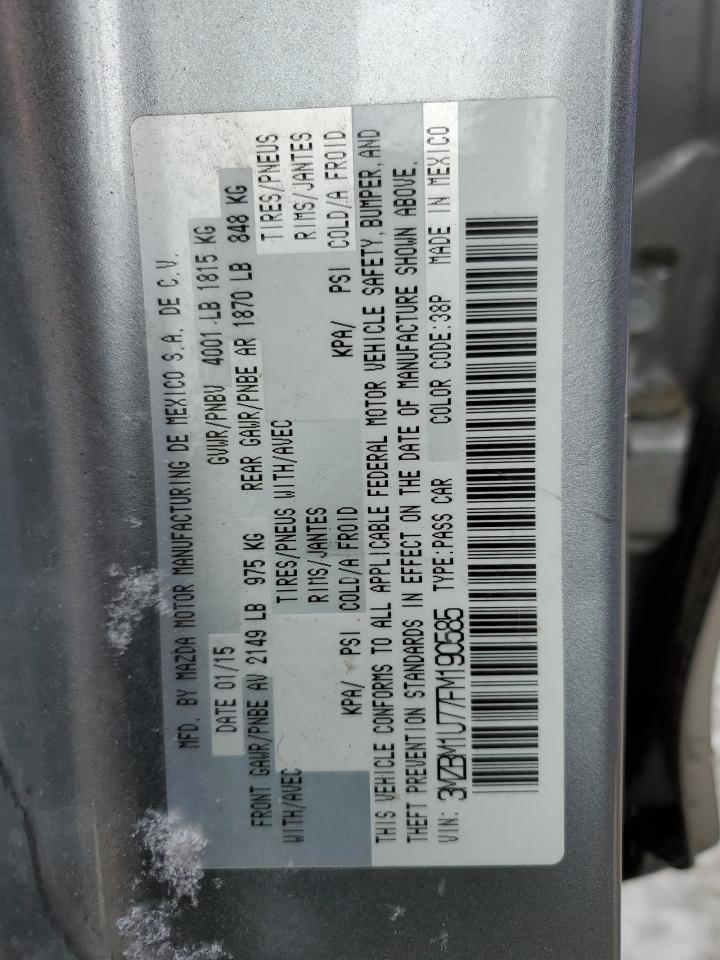 MFD. BY MAZDA MOTOR MANUFACTURING DE MEXICO S.A. DE C.V.
DATE 01/15 GVWR/PNBV 4001 LB 1815 KG
FRONT GAWR/PNBE AV 2149 LB 975 KG REAR GAWR/PNBE AR 1870 LB 848 KG
WITH/AVEC TIRES/PNEUS WITH/AVEC TIRES/PNEUS
RIMS/JANTES RIMS/JANTES
KPA/ PSI COLD/A FROID KPA/ PSI COLD/A FROID
THIS VEHICLE CONFORMS TO ALL APPLICABLE FEDERAL MOTOR VEHICLE SAFETY, BUMPER, AND
THEFT PREVENTION STANDARDS IN EFFECT ON THE DATE OF MANUFACTURE SHOWN ABOVE.
VIN: 3MZBM1U77FM190585 TYPE:PASS CAR COLOR CODE:38P MADE IN MEXICO